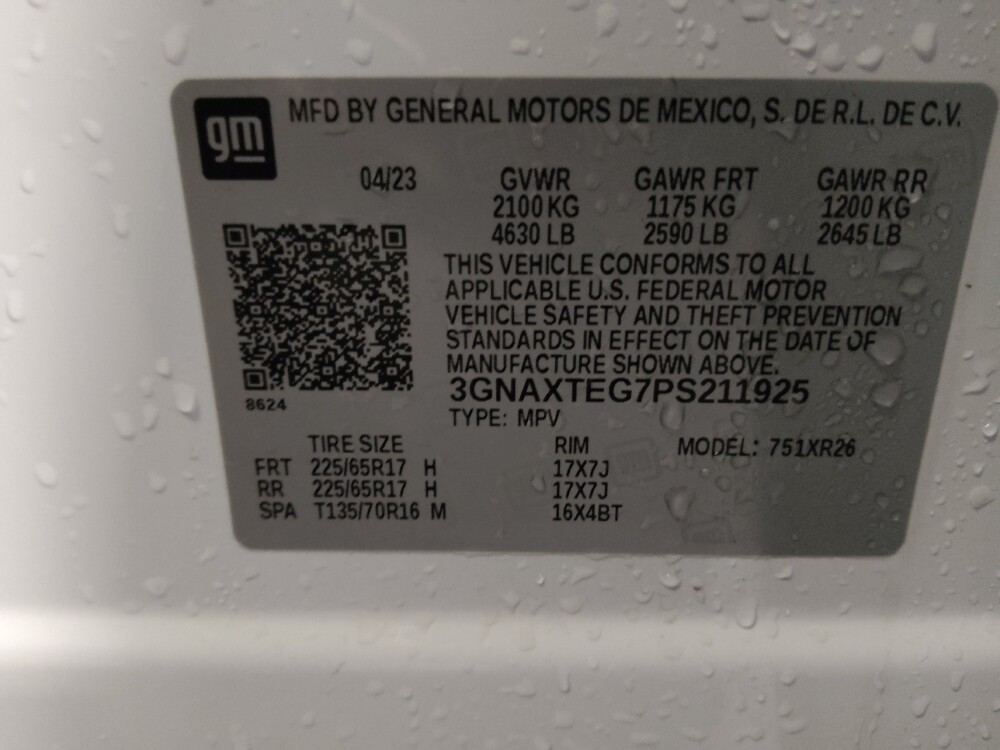 gm
MFD BY GENERAL MOTORS DE MEXICO, S. DE R.L. DE C.V.
04/23 GVWR GAWR FRT GAWR RR
2100 KG 1175 KG 1200 KG
4630 LB 2590 LB 2645 LB
THIS VEHICLE CONFORMS TO ALL
APPLICABLE U.S. FEDERAL MOTOR
VEHICLE SAFETY AND THEFT PREVENTION
STANDARDS IN EFFECT ON THE DATE OF
MANUFACTURE SHOWN ABOVE.
3GNAXTEG7PS211925
8624
TYPE: MPV
TIRE SIZE RIM MODEL: 751XR26
FRT 225/65R17 H 17X7J
RR 225/65R17 H 17X7J
SPA T135/70R16 M 16X4BT